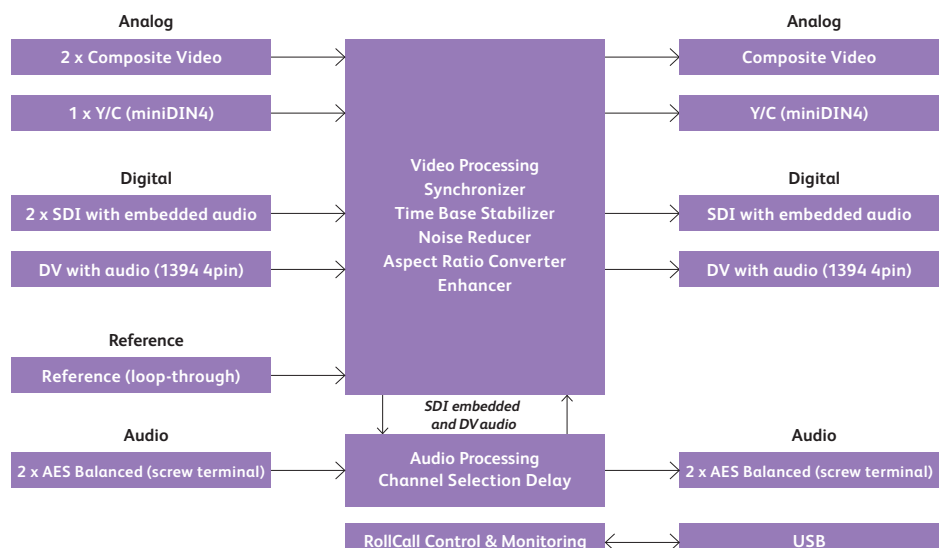 Analog
2 x Composite Video
1 x Y/C (miniDIN4)
Digital
2 x SDI with embedded audio
DV with audio (1394 4pin)
Reference
Reference (loop-through)
Audio
2 x AES Balanced (screw terminal)
Video Processing
Synchronizer
Time Base Stabilizer
Noise Reducer
Aspect Ratio Converter
Enhancer
SDI embedded
and DV audio
Audio Processing
Channel Selection Delay
RollCall Control & Monitoring
Analog
Composite Video
Y/C (miniDIN4)
Digital
SDI with embedded audio
DV with audio (1394 4pin)
Audio
2 x AES Balanced (screw terminal)
USB